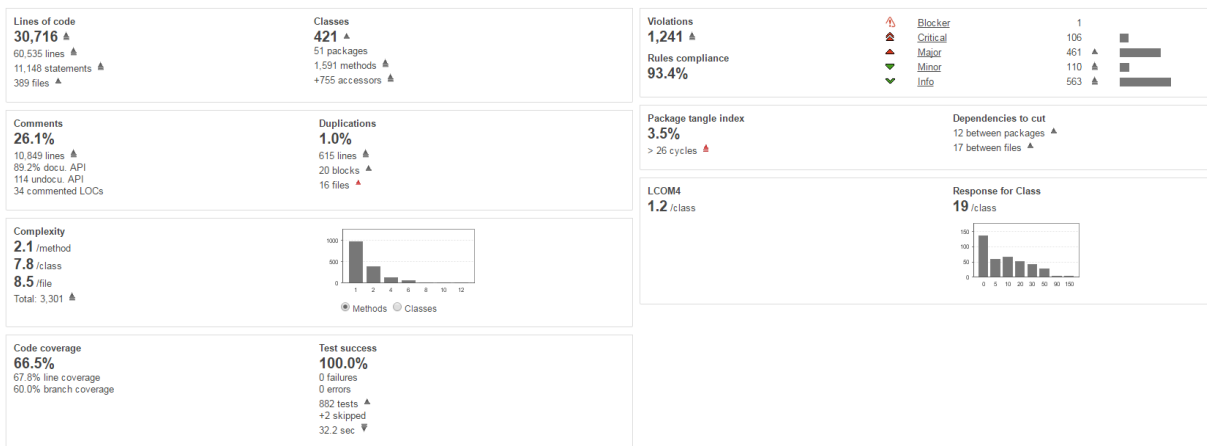 Lines of code
30,716
60,535 lines
11,148 statements
389 files
Classes
421
51 packages
1,591 methods
+755 accessors
Comments
26.1%
10,849 lines
89.2% docu. API
114 undocu. API
34 commented LOCs
Duplications
1.0%
615 lines
20 blocks
16 files
Complexity
2.1 /method
7.8 /class
8.5 /file
Total: 3,301
1000
500
0
1 2 4 6 8 10 12
Methods Classes
Code coverage
66.5%
67.8% line coverage
60.0% branch coverage
Test success
100.0%
0 failures
0 errors
882 tests
+2 skipped
32.2 sec
Violations
1,241
Rules compliance
93.4%
Blocker 1
Critical 106
Major 461
Minor 110
Info 563
Package tangle index
3.5%
> 26 cycles
Dependencies to cut
12 between packages
17 between files
LCOM4
1.2 /class
Response for Class
19 /class
150
100
50
0
0 5 10 20 30 50 90 150